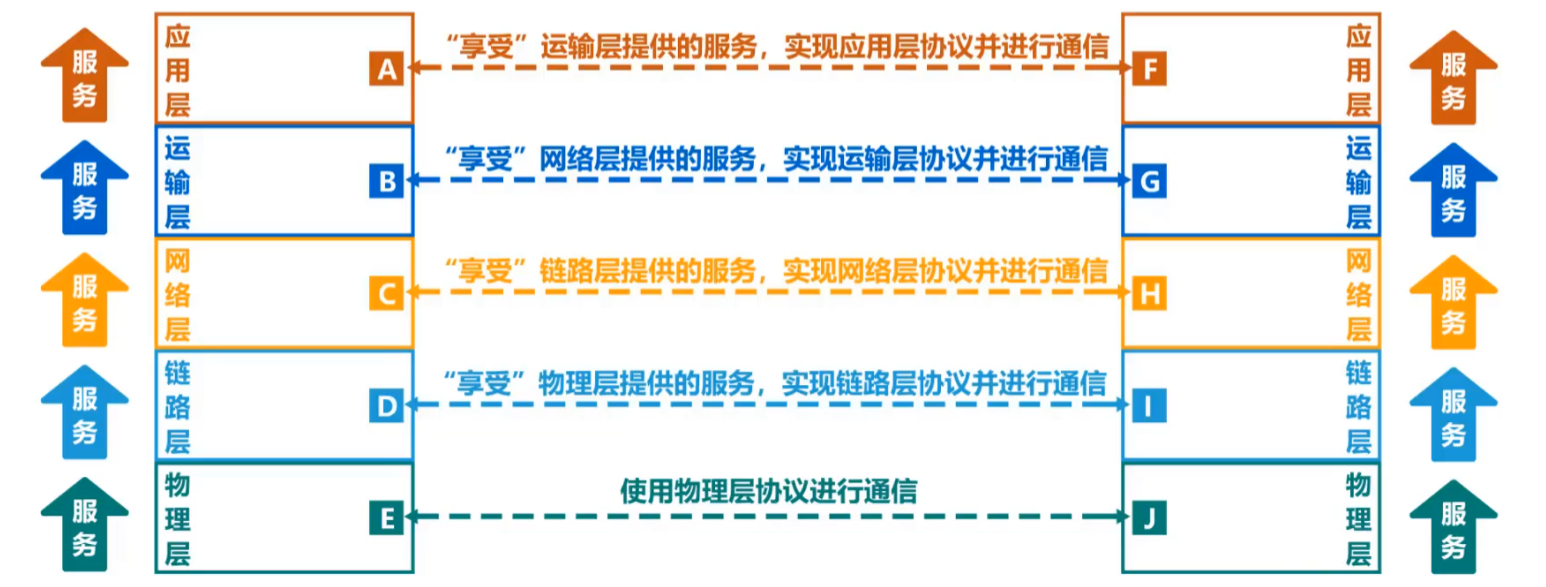 服务
应用层
A
“享受”运输层提供的服务，实现应用层协议并进行通信
F
应用层
服务
服务
运输层
B
“享受”网络层提供的服务，实现运输层协议并进行通信
G
运输层
服务
服务
网络层
C
“享受”链路层提供的服务，实现网络层协议并进行通信
H
网络层
服务
服务
链路层
D
“享受”物理层提供的服务，实现链路层协议并进行通信
I
链路层
服务
服务
物理层
E
使用物理层协议进行通信
J
物理层
服务